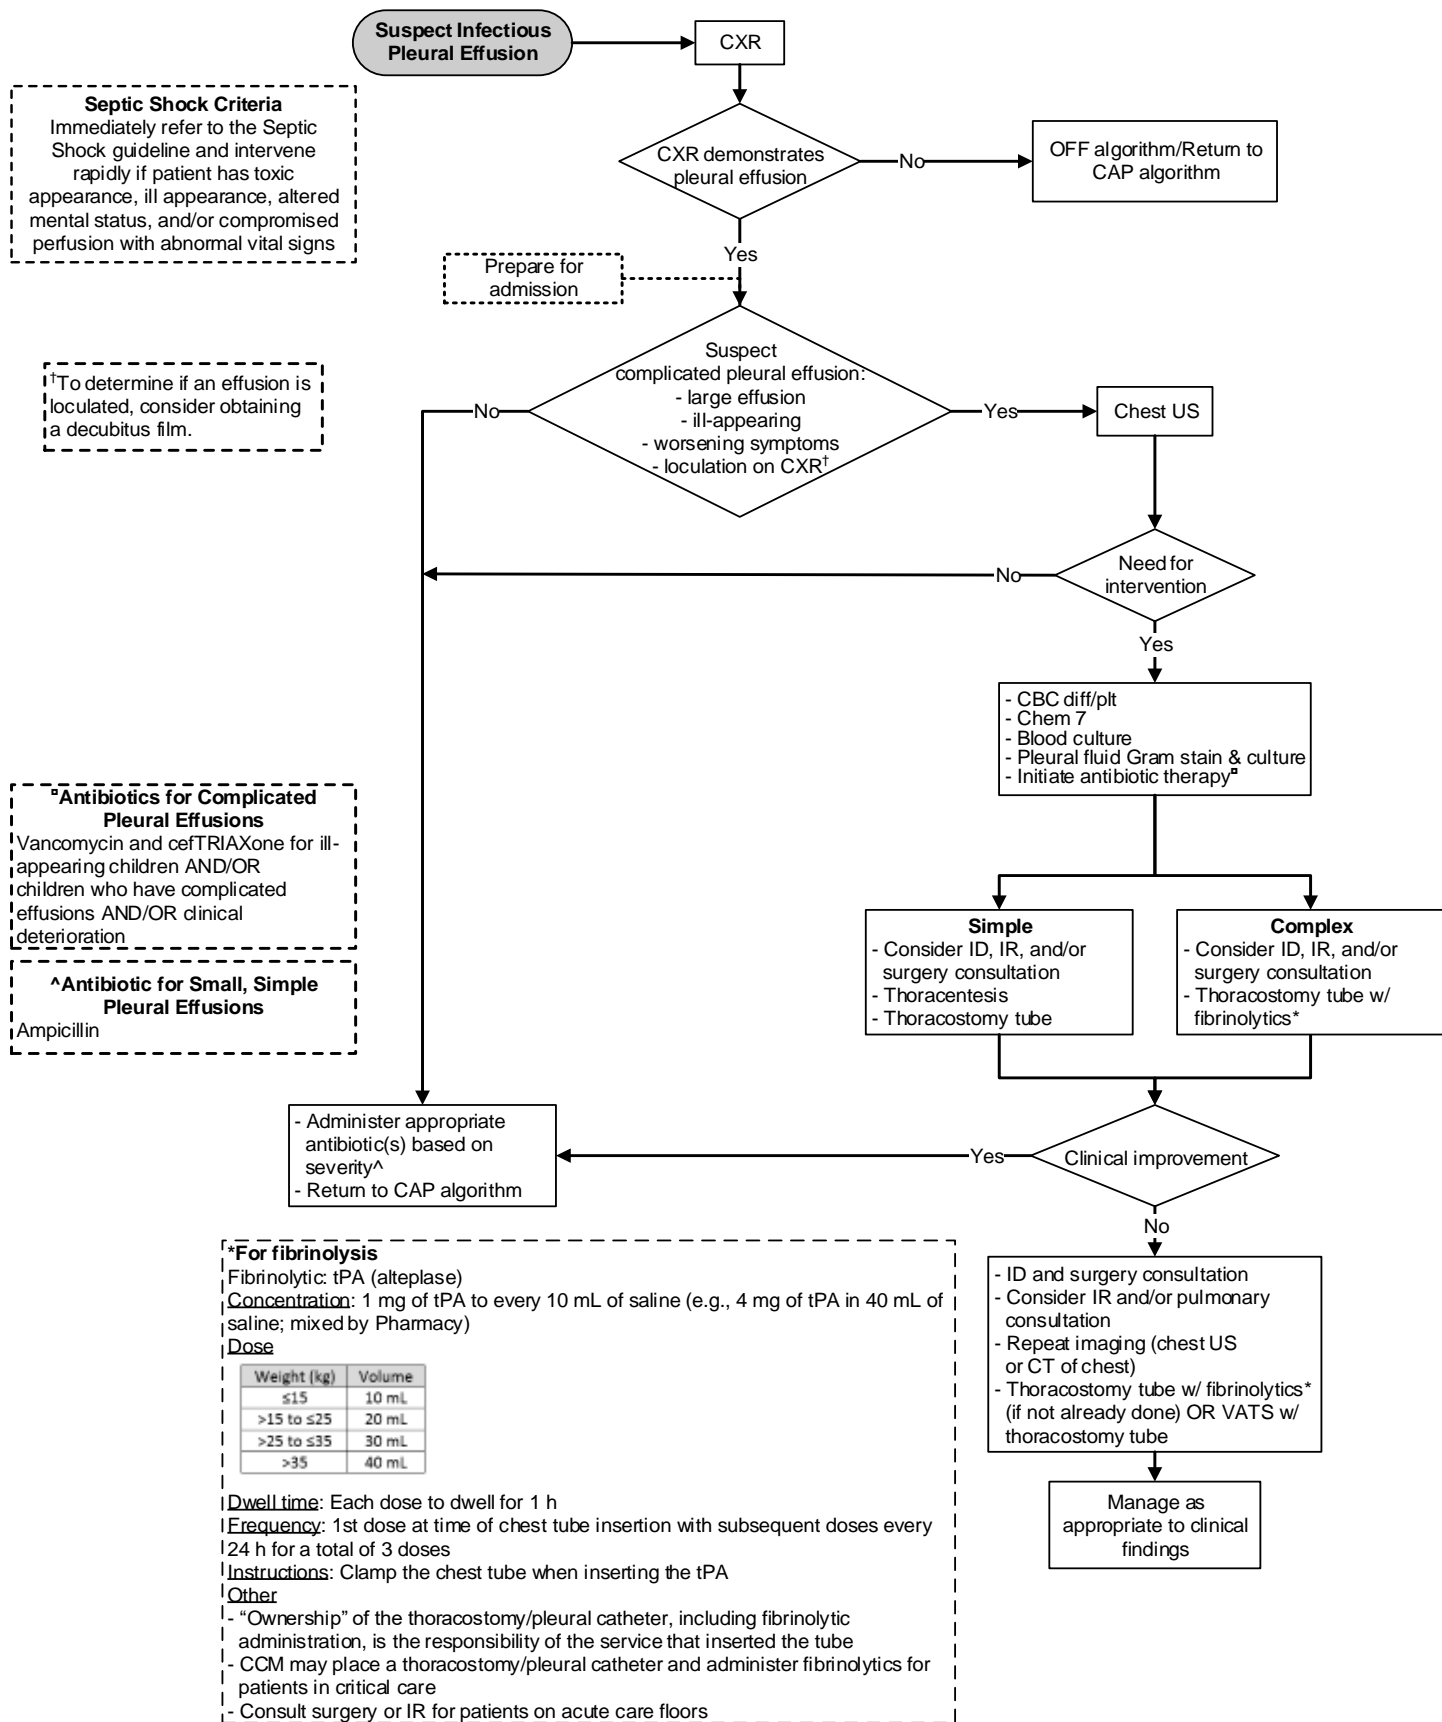 Suspect Infectious
Pleural Effusion
CXR
Septic Shock Criteria
Immediately refer to the Septic
Shock guideline and intervene
rapidly if patient has toxic
appearance, ill appearance, altered
mental status, and/or compromised
perfusion with abnormal vital signs
CXR demonstrates
pleural effusion
No
OFF algorithm/Return to
CAP algorithm
Yes
Prepare for
admission
†To determine if an effusion is
loculated, consider obtaining
a decubitus film.
Suspect
complicated pleural effusion:
- large effusion
- ill-appearing
- worsening symptoms
- loculation on CXR†
No
Yes
Chest US
Need for
intervention
No
Yes
- CBC diff/plt
- Chem 7
- Blood culture
- Pleural fluid Gram stain & culture
- Initiate antibiotic therapy¤
¤Antibiotics for Complicated
Pleural Effusions
Vancomycin and cefTRIAXone for ill-
appearing children AND/OR
children who have complicated
effusions AND/OR clinical
deterioration
^Antibiotic for Small, Simple
Pleural Effusions
Ampicillin
Simple
- Consider ID, IR, and/or
surgery consultation
- Thoracentesis
- Thoracostomy tube
Complex
- Consider ID, IR, and/or
surgery consultation
- Thoracostomy tube w/
fibrinolytics*
- Administer appropriate
antibiotic(s) based on
severity^
- Return to CAP algorithm
Yes
Clinical improvement
No
- ID and surgery consultation
- Consider IR and/or pulmonary
consultation
- Repeat imaging (chest US
or CT of chest)
- Thoracostomy tube w/ fibrinolytics*
(if not already done) OR VATS w/
thoracostomy tube
Manage as
appropriate to clinical
findings
*For fibrinolysis
Fibrinolytic: tPA (alteplase)
Concentration: 1 mg of tPA to every 10 mL of saline (e.g., 4 mg of tPA in 40 mL of
saline; mixed by Pharmacy)
Dose
Weight (kg) Volume
≤15 10 mL
>15 to ≤25 20 mL
>25 to ≤35 30 mL
>35 40 mL
Dwell time: Each dose to dwell for 1 h
Frequency: 1st dose at time of chest tube insertion with subsequent doses every
24 h for a total of 3 doses
Instructions: Clamp the chest tube when inserting the tPA
Other
- “Ownership” of the thoracostomy/pleural catheter, including fibrinolytic
administration, is the responsibility of the service that inserted the tube
- CCM may place a thoracostomy/pleural catheter and administer fibrinolytics for
patients in critical care
- Consult surgery or IR for patients on acute care floors